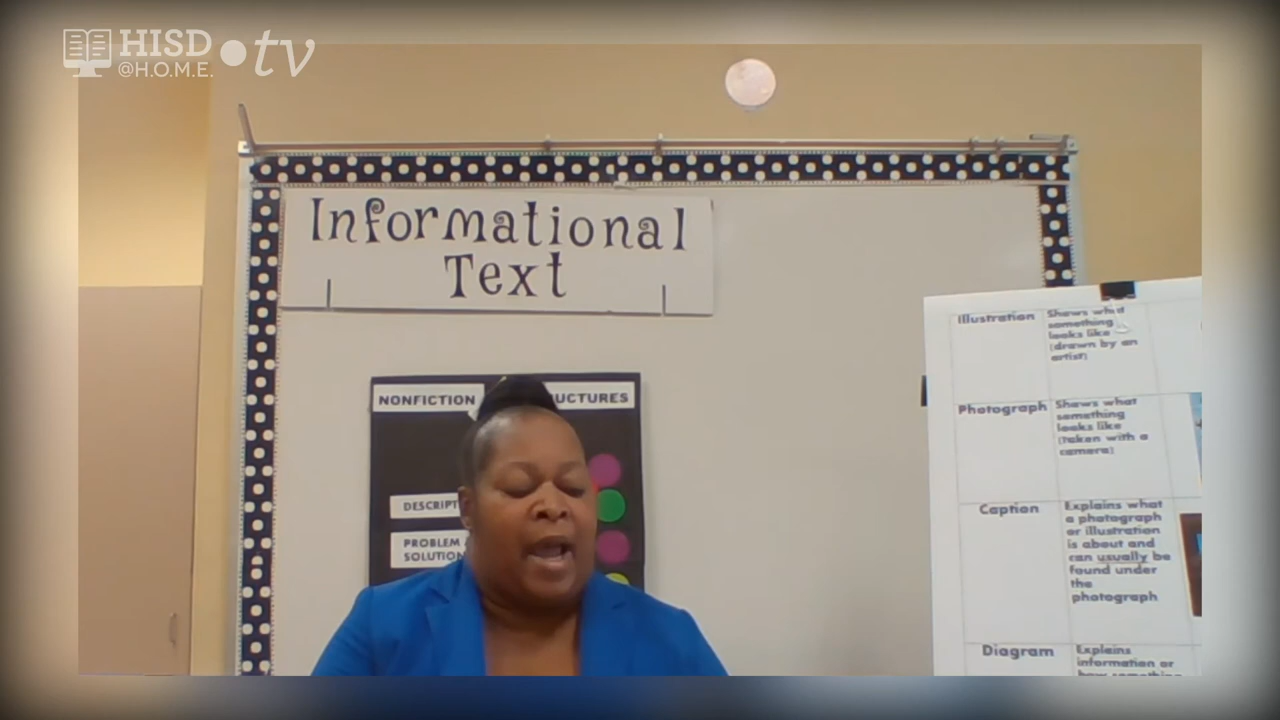 HISD
@H.O.M.E.
tv
Informational
Text
NONFICTION UCTURES
DESCRIPT
PROBLEM
SOLUTION
Illustration
Shows what
something
looks like
(drawn by an
artist)
Photograph
Shows what
something
looks like
(taken with a
camera)
Caption
Explains what
a photograph
or illustration
is about and
can usually be
found under
the
photograph
Diagram
Explains
information or
how something